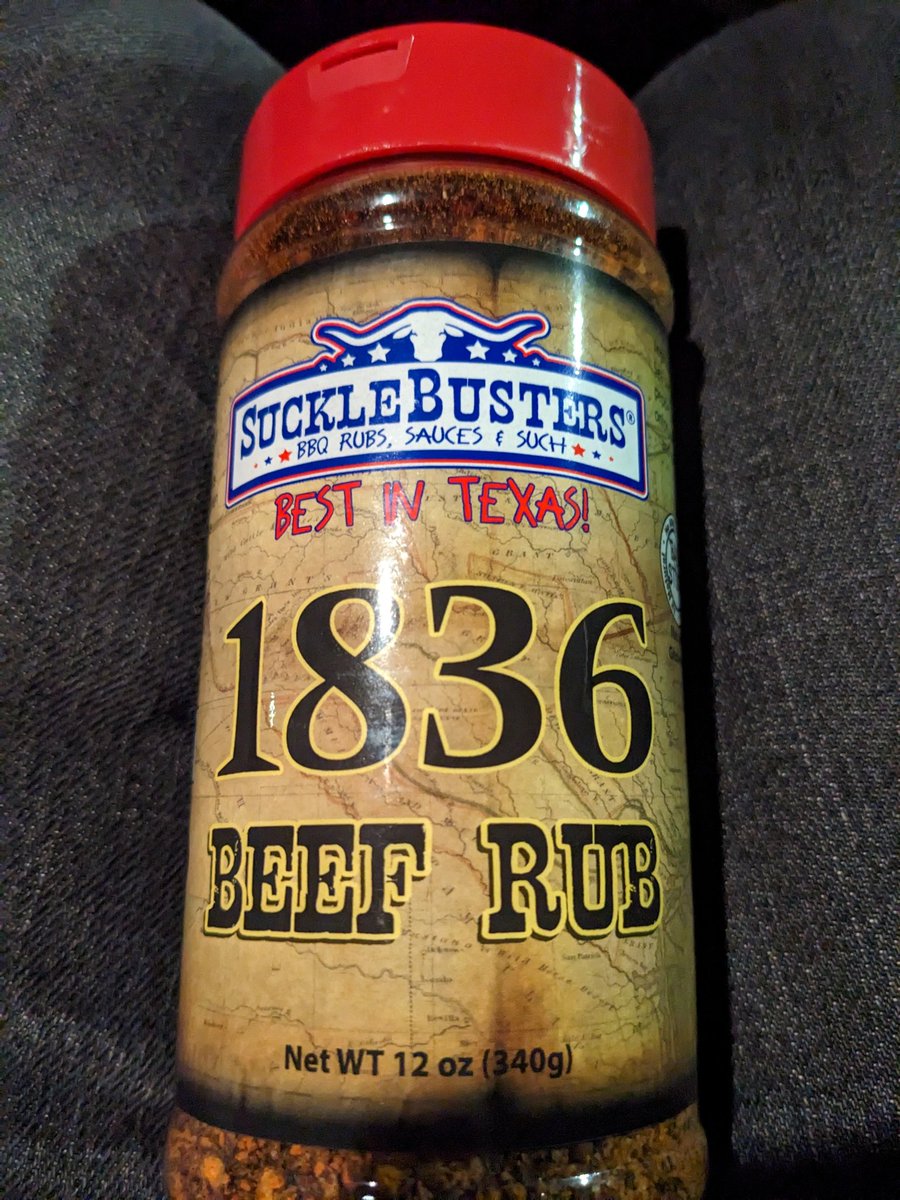 SUCKLEBUSTERS®
BBQ RUBS, SAUCES & SUCH
BEST IN TEXAS!
1836
BEEF RUB
Net WT 12 oz (340g)